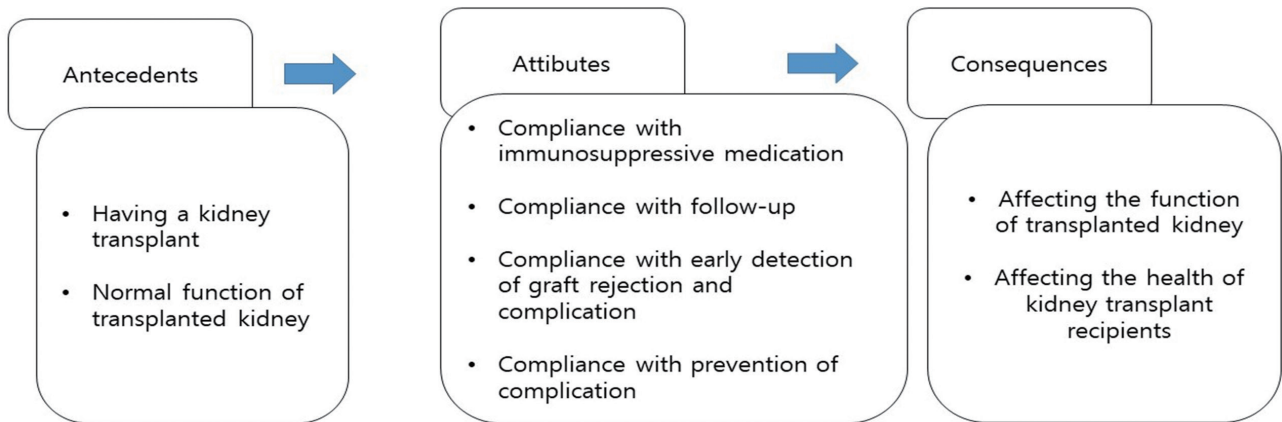 Antecedents
• Having a kidney
transplant
• Normal function of
transplanted kidney
Attibutes
• Compliance with
immunosuppressive medication
• Compliance with follow-up
• Compliance with early detection
of graft rejection and
complication
• Compliance with prevention of
complication
Consequences
• Affecting the function
of transplanted kidney
• Affecting the health of
kidney transplant
recipients